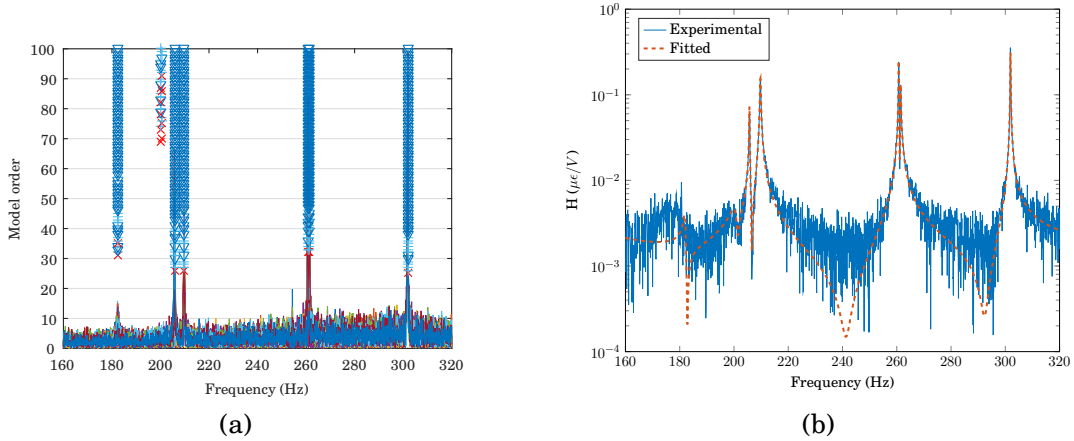 100
90
80
70
60
50
40
30
20
10
0
Model order
160 180 200 220 240 260 280 300 320
Frequency (Hz)
(a)
10⁰
10⁻¹
10⁻²
10⁻³
10⁻⁴
H (με/V)
Experimental
Fitted
160 180 200 220 240 260 280 300 320
Frequency (Hz)
(b)